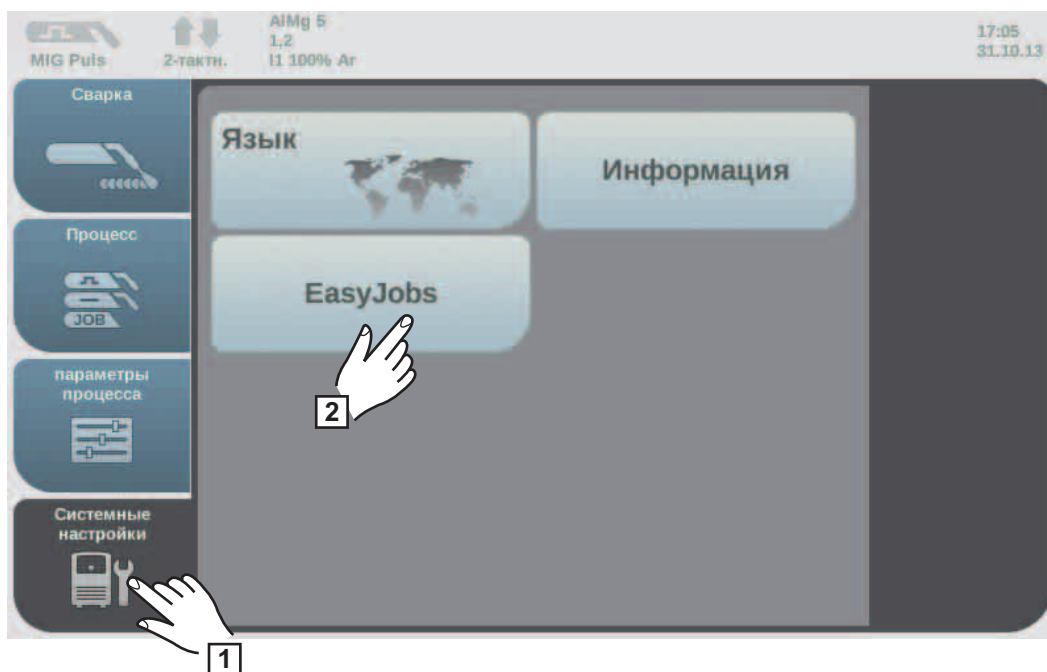 AlMg 5
1,2
I1 100% Ar
MIG Puls
2-тактн.
17:05
31.10.13
Сварка
Процесс
JOB
параметры
процесса
Системные
настройки
Язык
Информация
EasyJobs
2
1